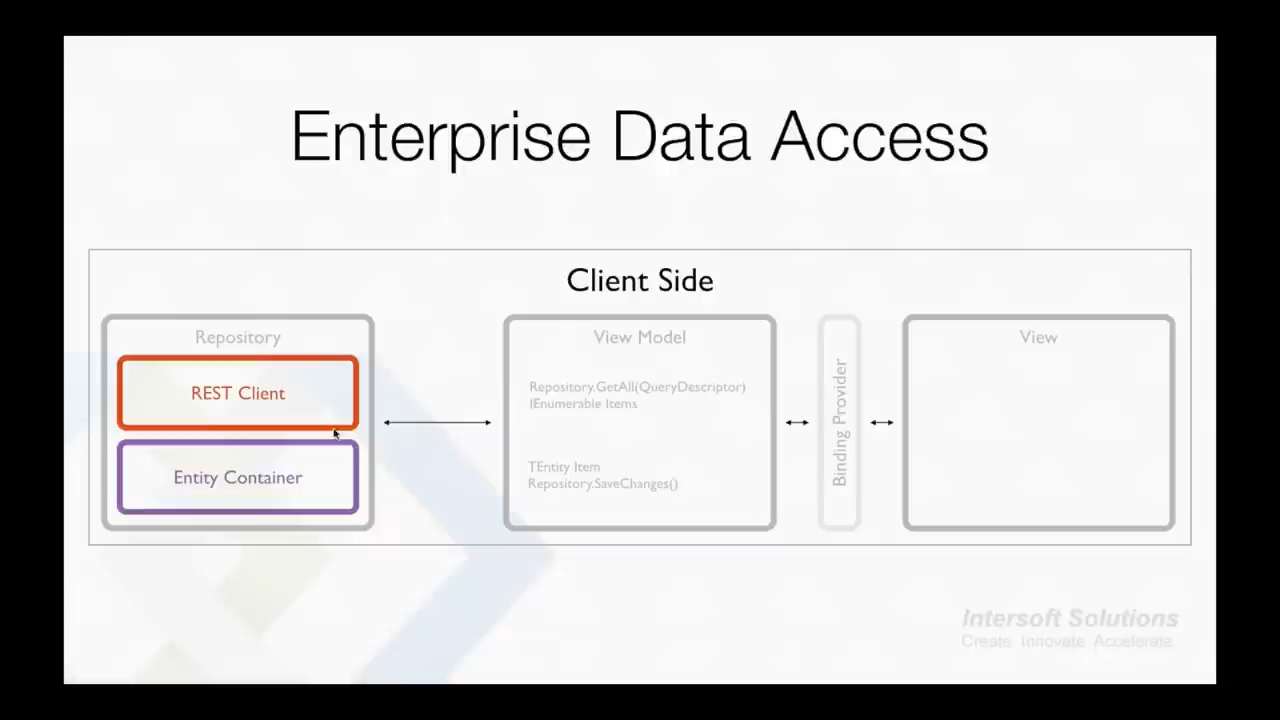 Enterprise Data Access
Client Side
Repository
REST Client
Entity Container
View Model
Repository.GetAll(QueryDescriptor)
IEnumerable Items
TEntity Item
Repository.SaveChanges()
Binding Provider
View
Intersoft Solutions
Create Innovate Accelerate